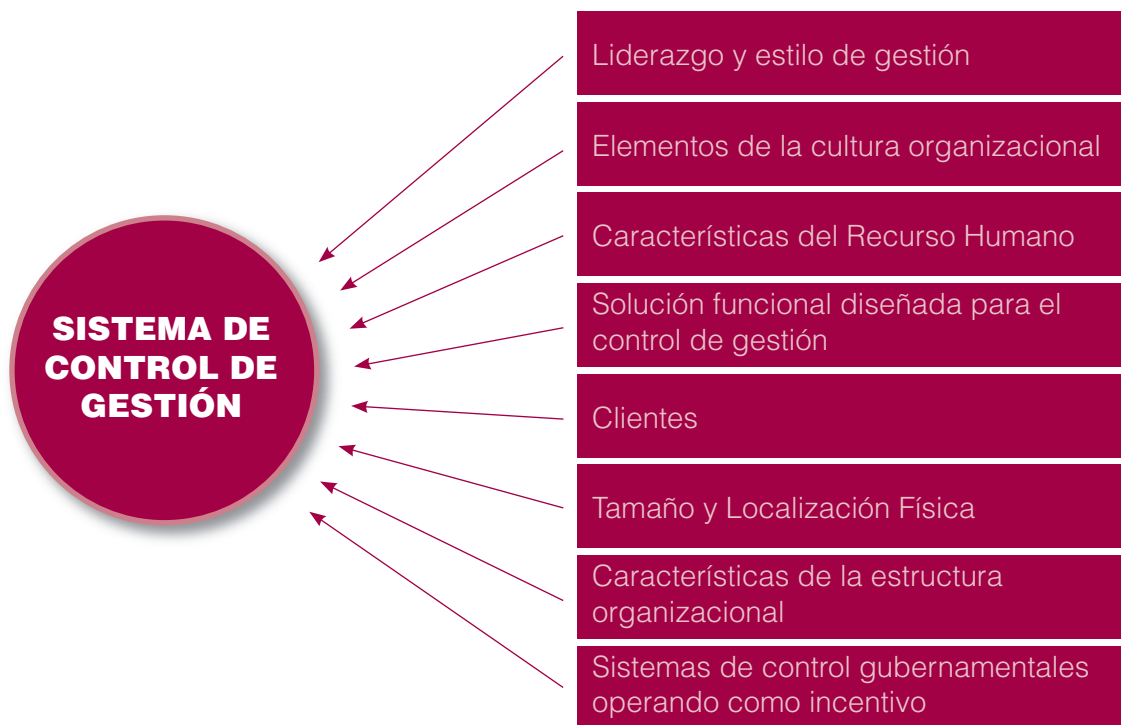 Liderazgo y estilo de gestión
Elementos de la cultura organizacional
Características del Recurso Humano
Solución funcional diseñada para el
control de gestión
SISTEMA DE
CONTROL DE
GESTIÓN
Clientes
Tamaño y Localización Física
Características de la estructura
organizacional
Sistemas de control gubernamentales
operando como incentivo